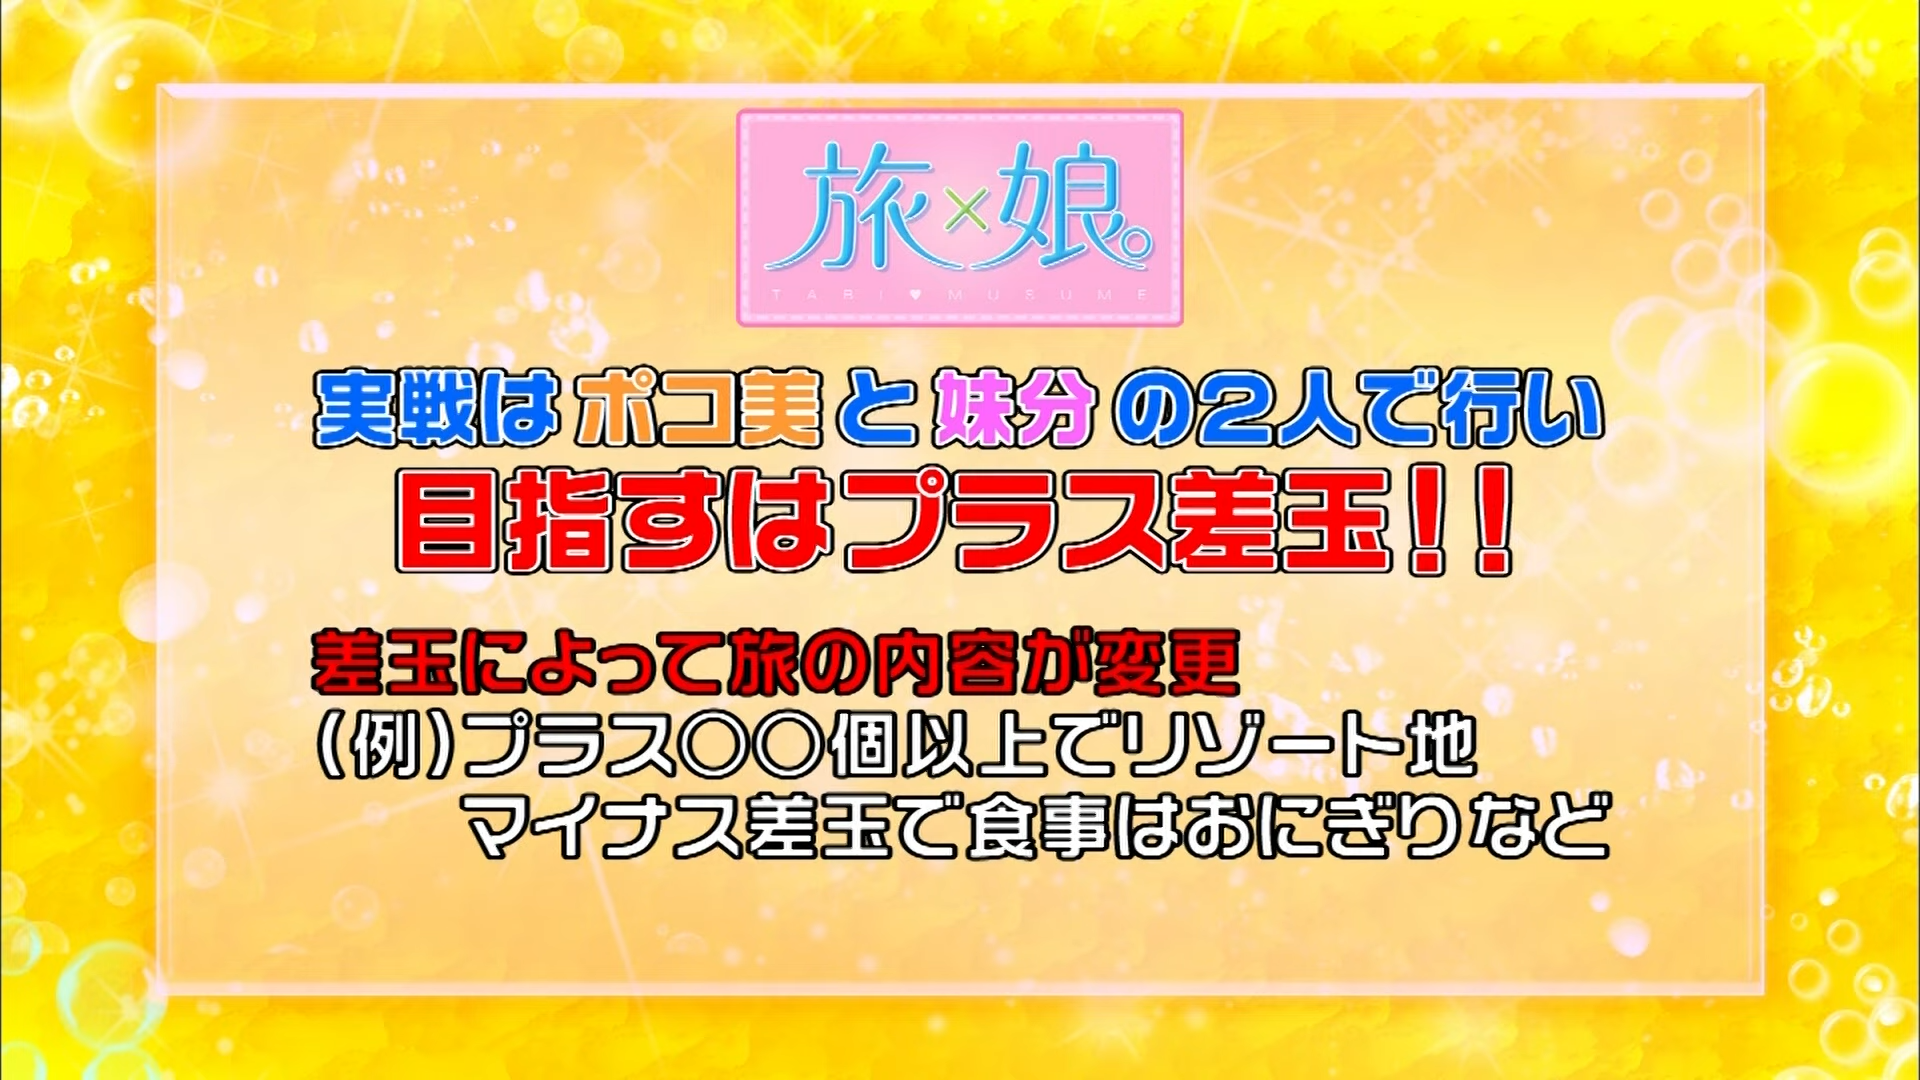 旅×娘。
TABI♥MUSUME
実戦はポコ美と妹分の2人で行い
目指すはプラス差玉!!
差玉によって旅の内容が変更
(例)プラス〇〇個以上でリゾート地
マイナス差玉で食事はおにぎりなど